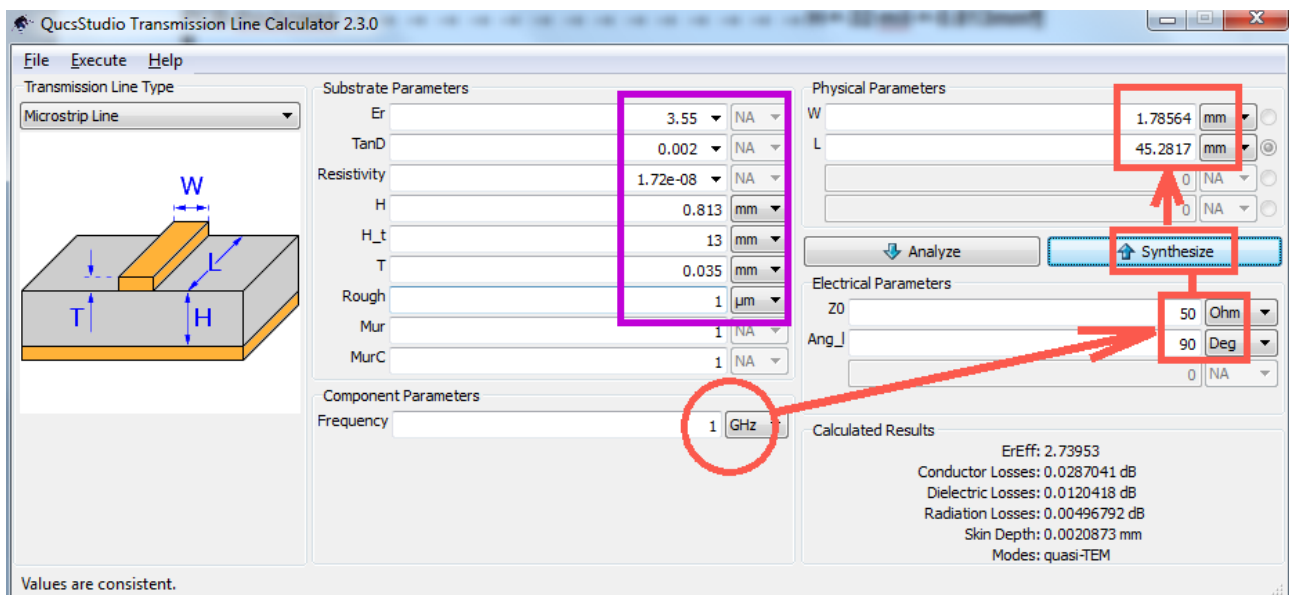 QucsStudio Transmission Line Calculator 2.3.0
File Execute Help
Transmission Line Type
Microstrip Line
W
L
T
H
Substrate Parameters
Er 3.55 NA
TanD 0.002 NA
Resistivity 1.72e-08 NA
H 0.813 mm
H_t 13 mm
T 0.035 mm
Rough 1 µm
Mur 1 NA
MurC 1 NA
Component Parameters
Frequency 1 GHz
Physical Parameters
W 1.78564 mm
L 45.2817 mm
0 NA
0 NA
Analyze Synthesize
Electrical Parameters
Z0 50 Ohm
Ang_l 90 Deg
0 NA
Calculated Results
ErEff: 2.73953
Conductor Losses: 0.0287041 dB
Dielectric Losses: 0.0120418 dB
Radiation Losses: 0.00496792 dB
Skin Depth: 0.0020873 mm
Modes: quasi-TEM
Values are consistent.